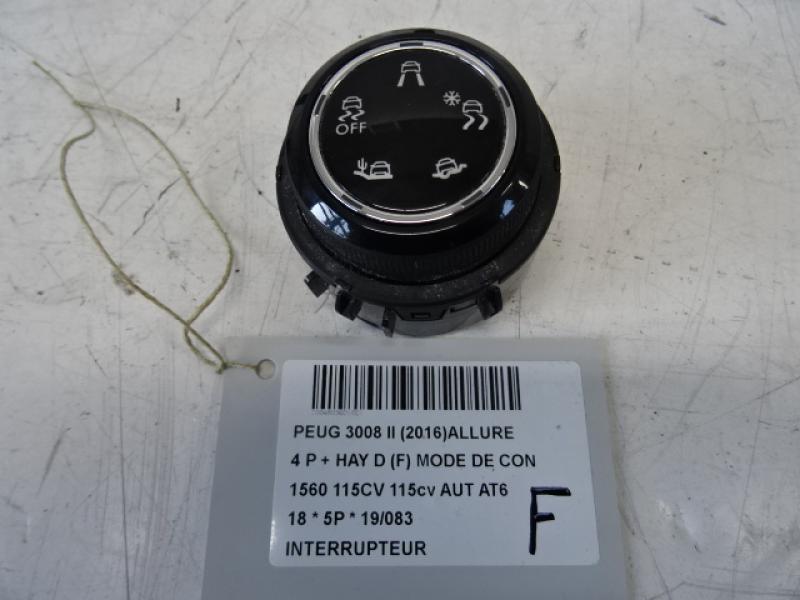 OFF
PEUG 3008 II (2016)ALLURE
4 P + HAY D (F) MODE DE CON
1560 115CV 115cv AUT AT6
18 * 5P * 19/083
INTERRUPTEUR
F